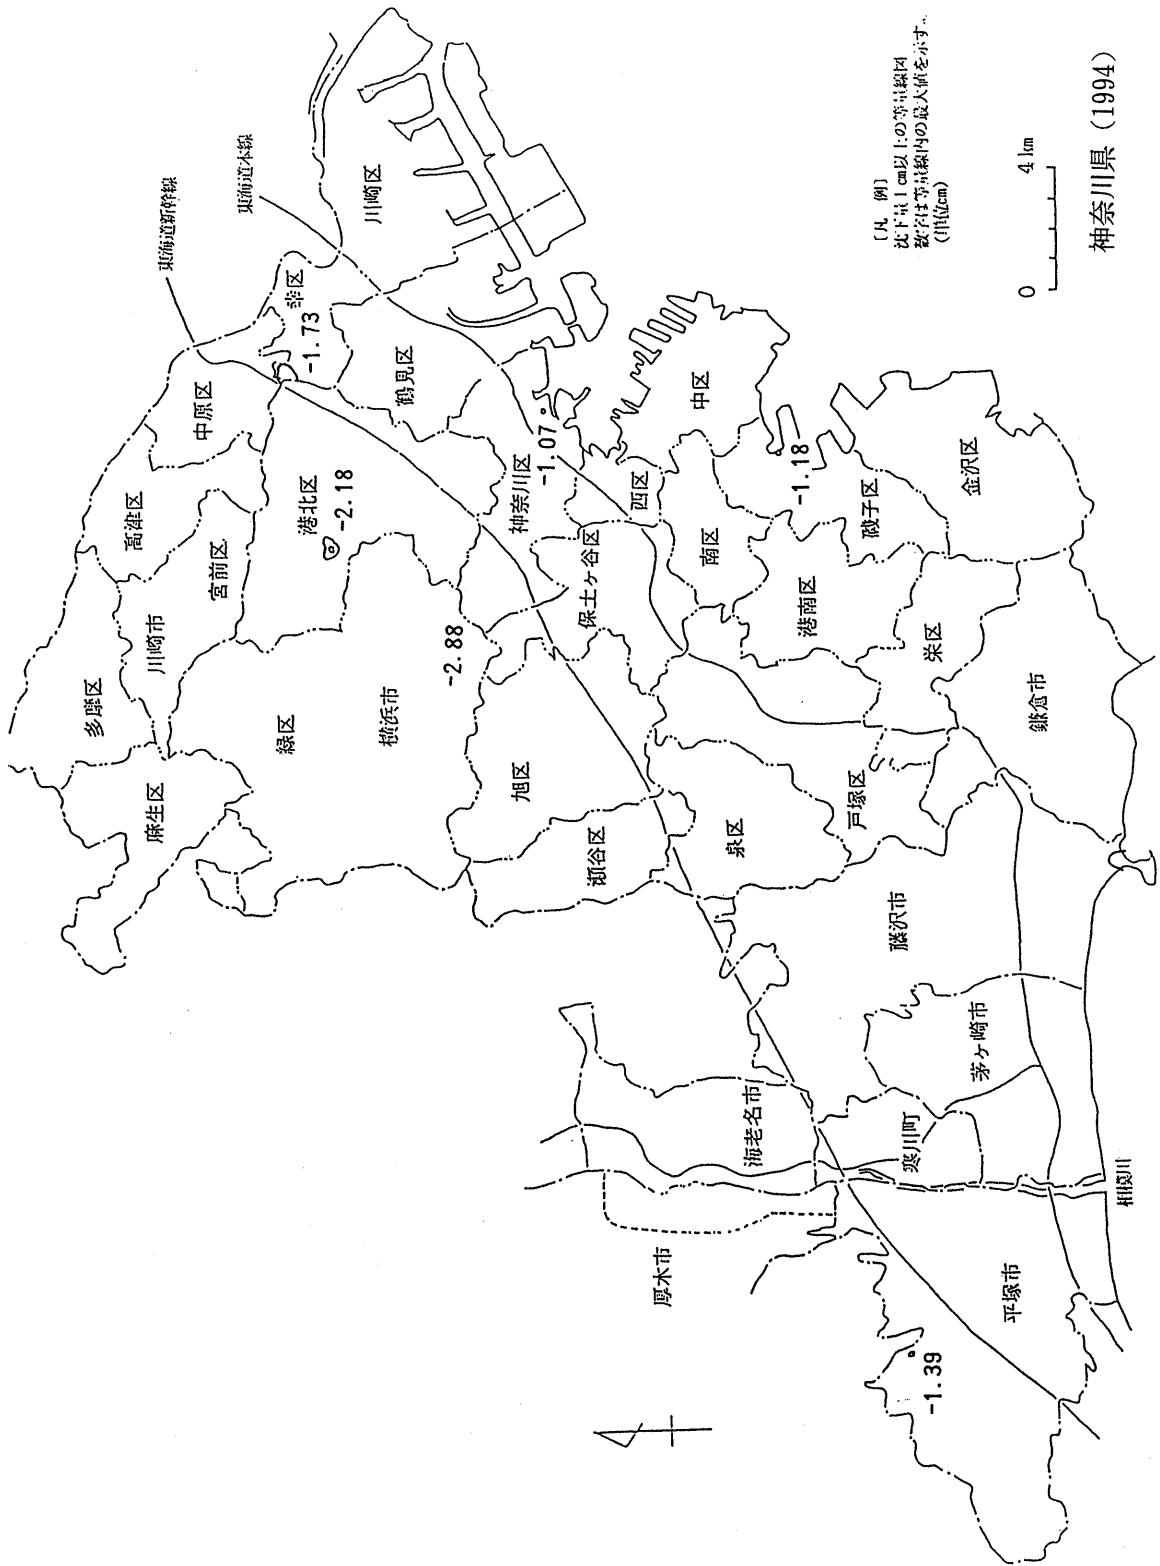 東海道新幹線
東海道本線
川崎区
幸区
-1.73
中原区
鶴見区
高津区
港北区
-2.18
神奈川区
-1.07
中区
西区
宮前区
川崎市
多摩区
麻生区
緑区
横浜市
-2.88
保土ヶ谷区
南区
-1.18
磯子区
金沢区
港南区
栄区
鎌倉市
旭区
瀬谷区
泉区
戸塚区
藤沢市
茅ヶ崎市
寒川町
海老名市
厚木市
相模川
平塚市
-1.39
〔凡 例〕
沈下量1cm以上の等量線図
数字は等量線内の最大値を示す。
(単位cm)
0 4km
神奈川県 (1994)